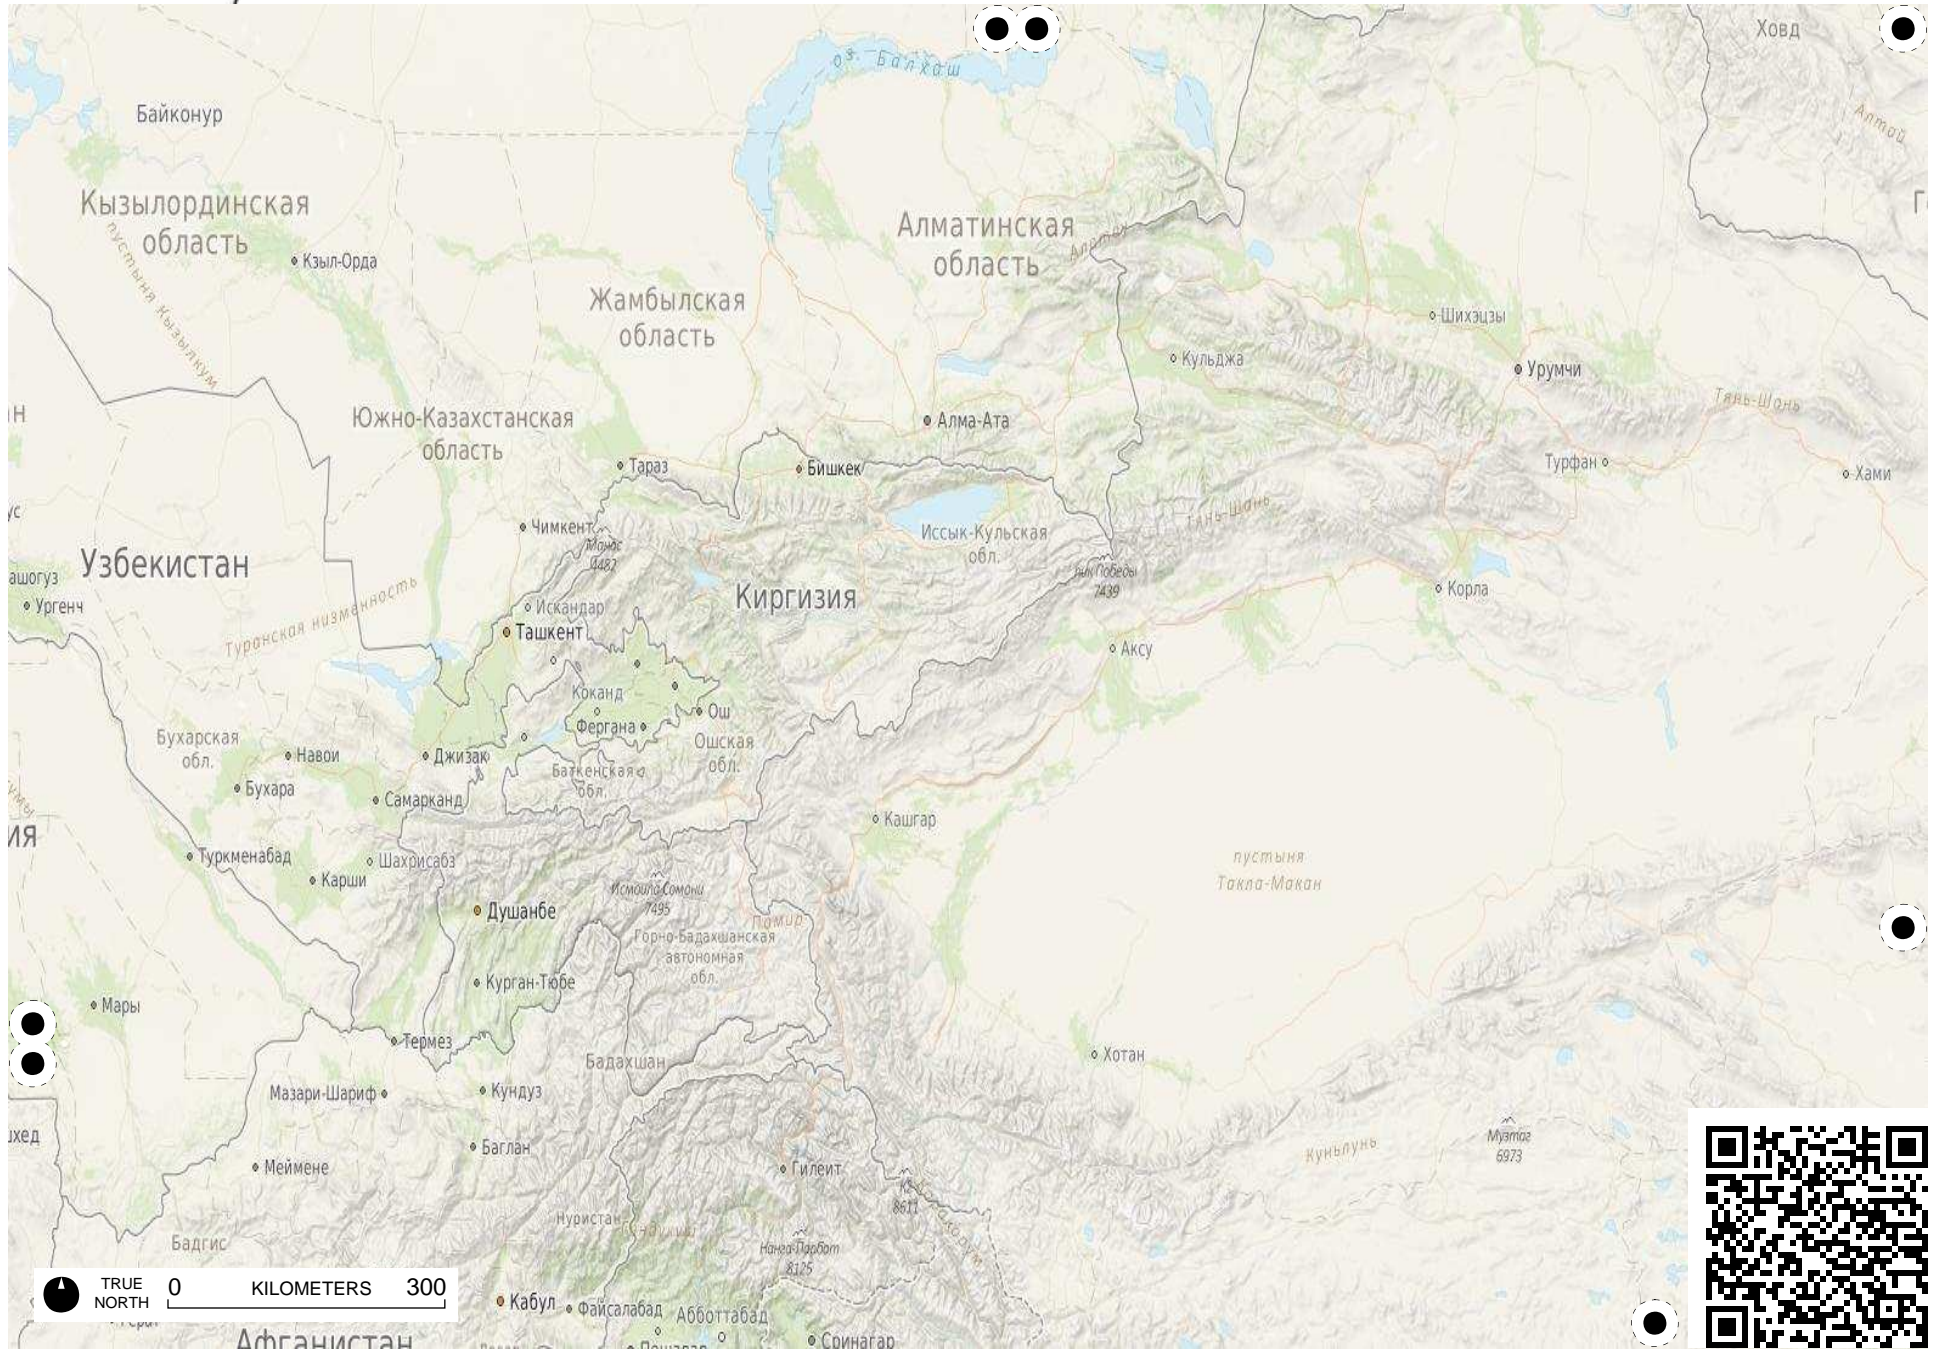 Ховд
оз. Балхаш
Байконур
Алтай
Кызылординская
область
Алматинская
область
Алатау
Кзыл-Орда
пустыня Кызылкум
Жамбылская
область
Шихэцзы
Кульджа
Урумчи
Тянь-Шань
Южно-Казахстанская
область
Алма-Ата
Тараз
Бишкек
Турфан
Хами
Чимкент
Манас
4482
Иссык-Кульская
обл.
Тянь-Шань
Узбекистан
пик Победы
7439
ашогуз
Ургенч
Киргизия
Корла
Туранская низменность
Искандар
Ташкент
Аксу
Коканд
Фергана
Ош
Бухарская
обл.
Навои
Джизак
Ошская
обл.
Баткенская
обл.
Бухара
Самарканд
Кашгар
ия
Туркменабад
Шахрисабз
Карши
пустыня
Такла-Макан
Исмоила Сомони
7495
Душанбе
Памир
Горно-Бадахшанская
автономная
обл.
Курган-Тюбе
Мары
Термез
Бадахшан
Хотан
Мазари-Шариф
Кундуз
Баглан
Меймене
Гилгит
Куньлунь
Музтаг
6973
8611
Нуристан
Бадгис
Нанга-Парбат
8125
TRUE
NORTH
0 KILOMETERS 300
Кабул
Файсалабад
Абботтабад
Афганистан
Сринагар